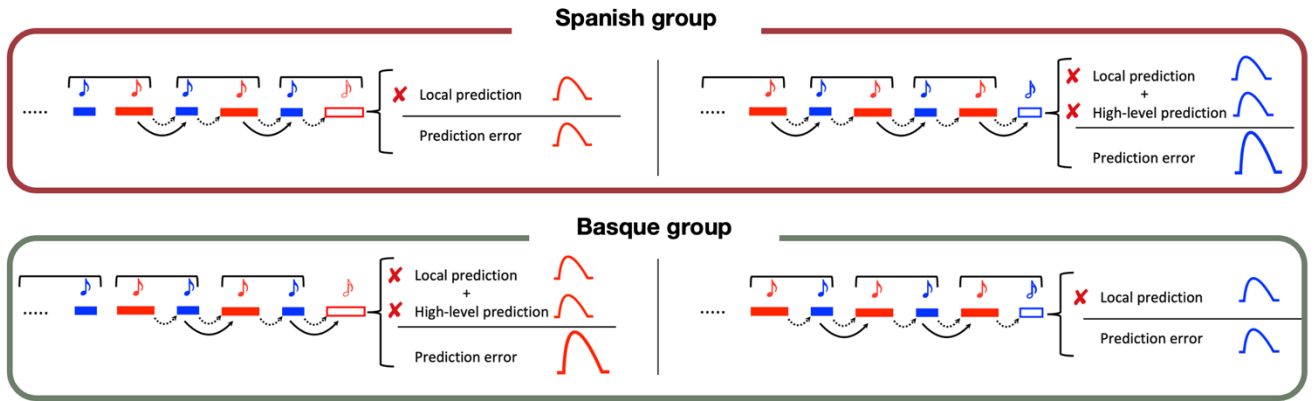 Spanish group
.....
Local prediction
Prediction error
.....
Local prediction
+
High-level prediction
Prediction error
Basque group
.....
Local prediction
+
High-level prediction
Prediction error
.....
Local prediction
Prediction error